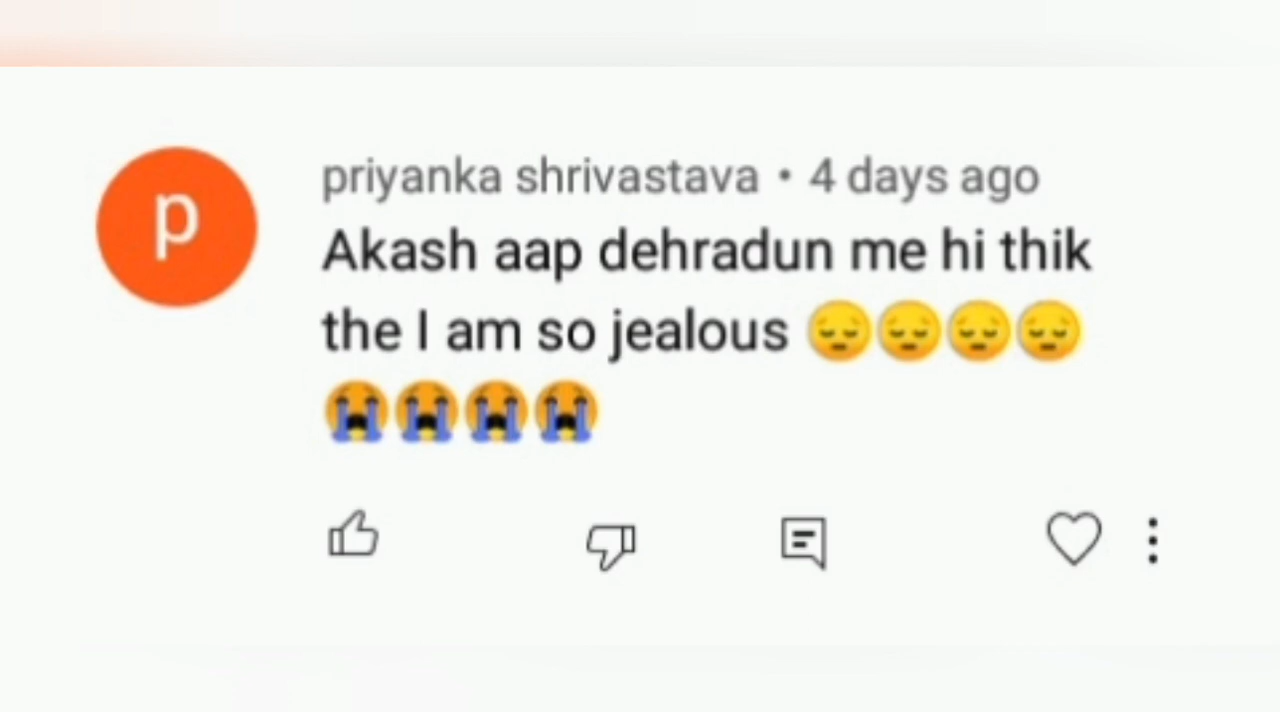 p
priyanka shrivastava • 4 days ago
Akash aap dehradun me hi thik
the I am so jealous 😔😔😔😔
😭😭😭😭